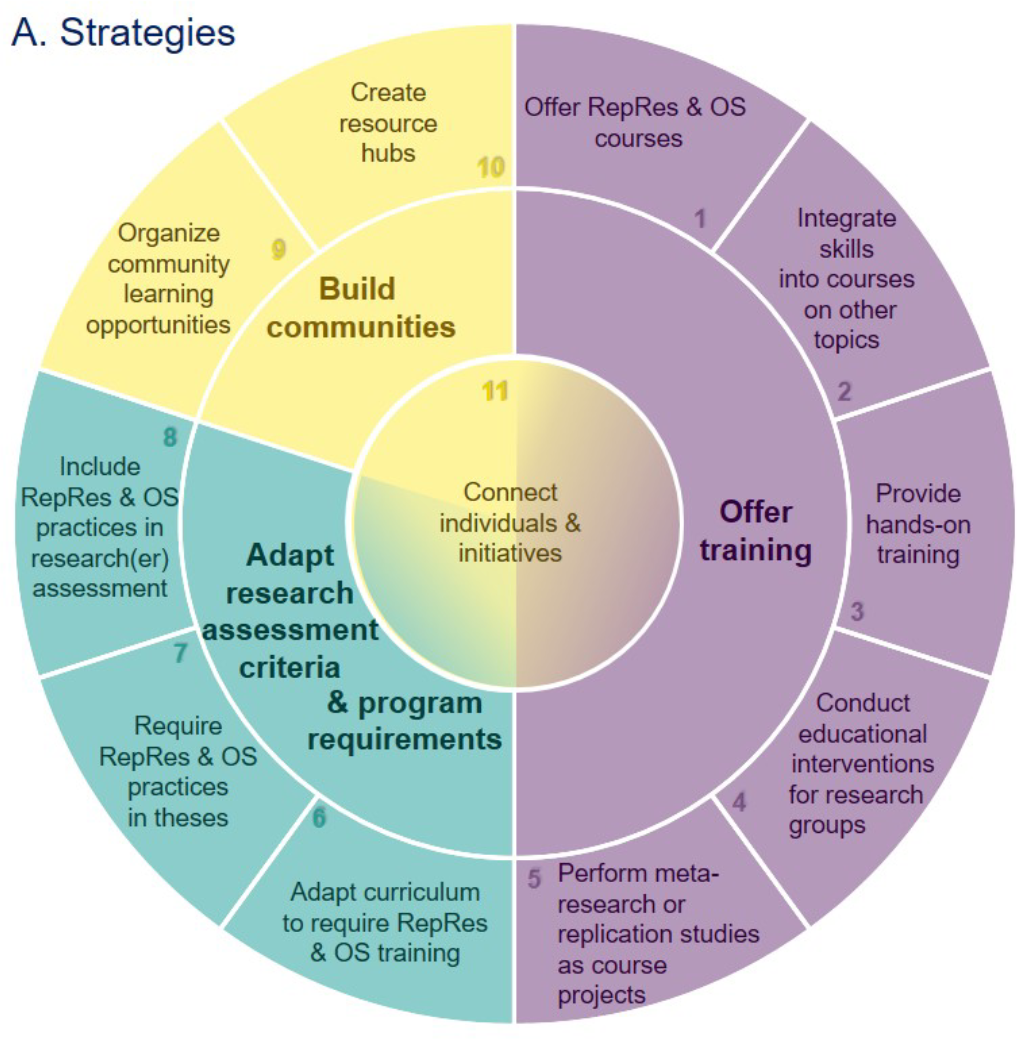 A. Strategies
Offer RepRes & OS
courses
1
Integrate
skills
into courses
on other
topics
2
Provide
hands-on
training
3
Conduct
educational
interventions
for research
groups
4
5
Perform meta-
research or
replication studies
as course
projects
Offer
training
Adapt curriculum
to require RepRes
& OS training
6
Require
RepRes & OS
practices
in theses
7
Include
RepRes & OS
practices in
research(er)
assessment
8
Adapt
research
assessment
criteria
& program
requirements
Organize
community
learning
opportunities
9
Create
resource
hubs
10
Build
communities
11
Connect
individuals &
initiatives